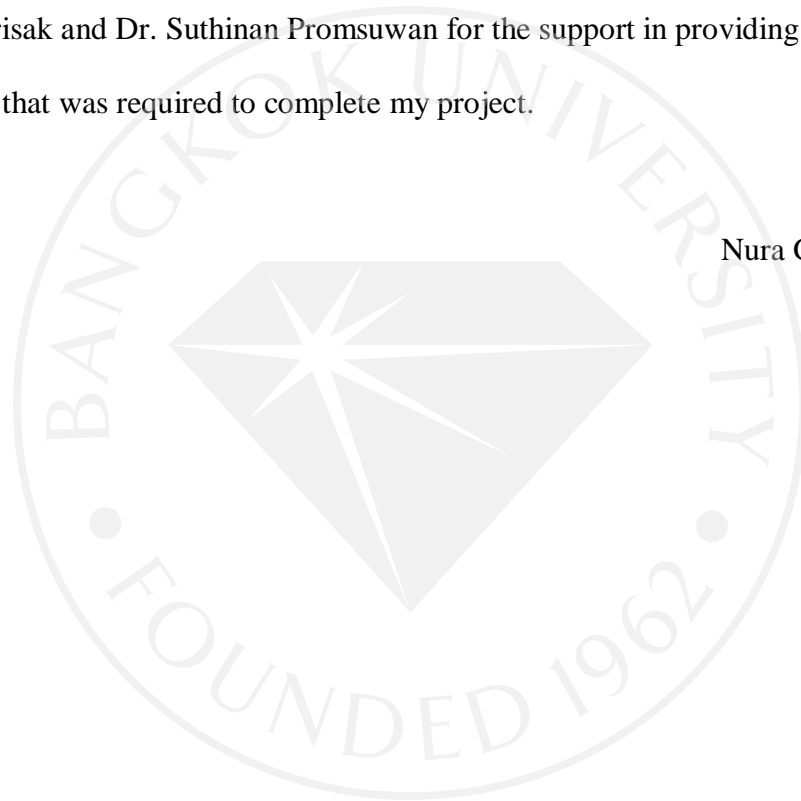 risak and Dr. Suthinan Promsuwan for the support in providing
that was required to complete my project.
Nura
BANGKOK UNIVERSITY
FOUNDED 1962